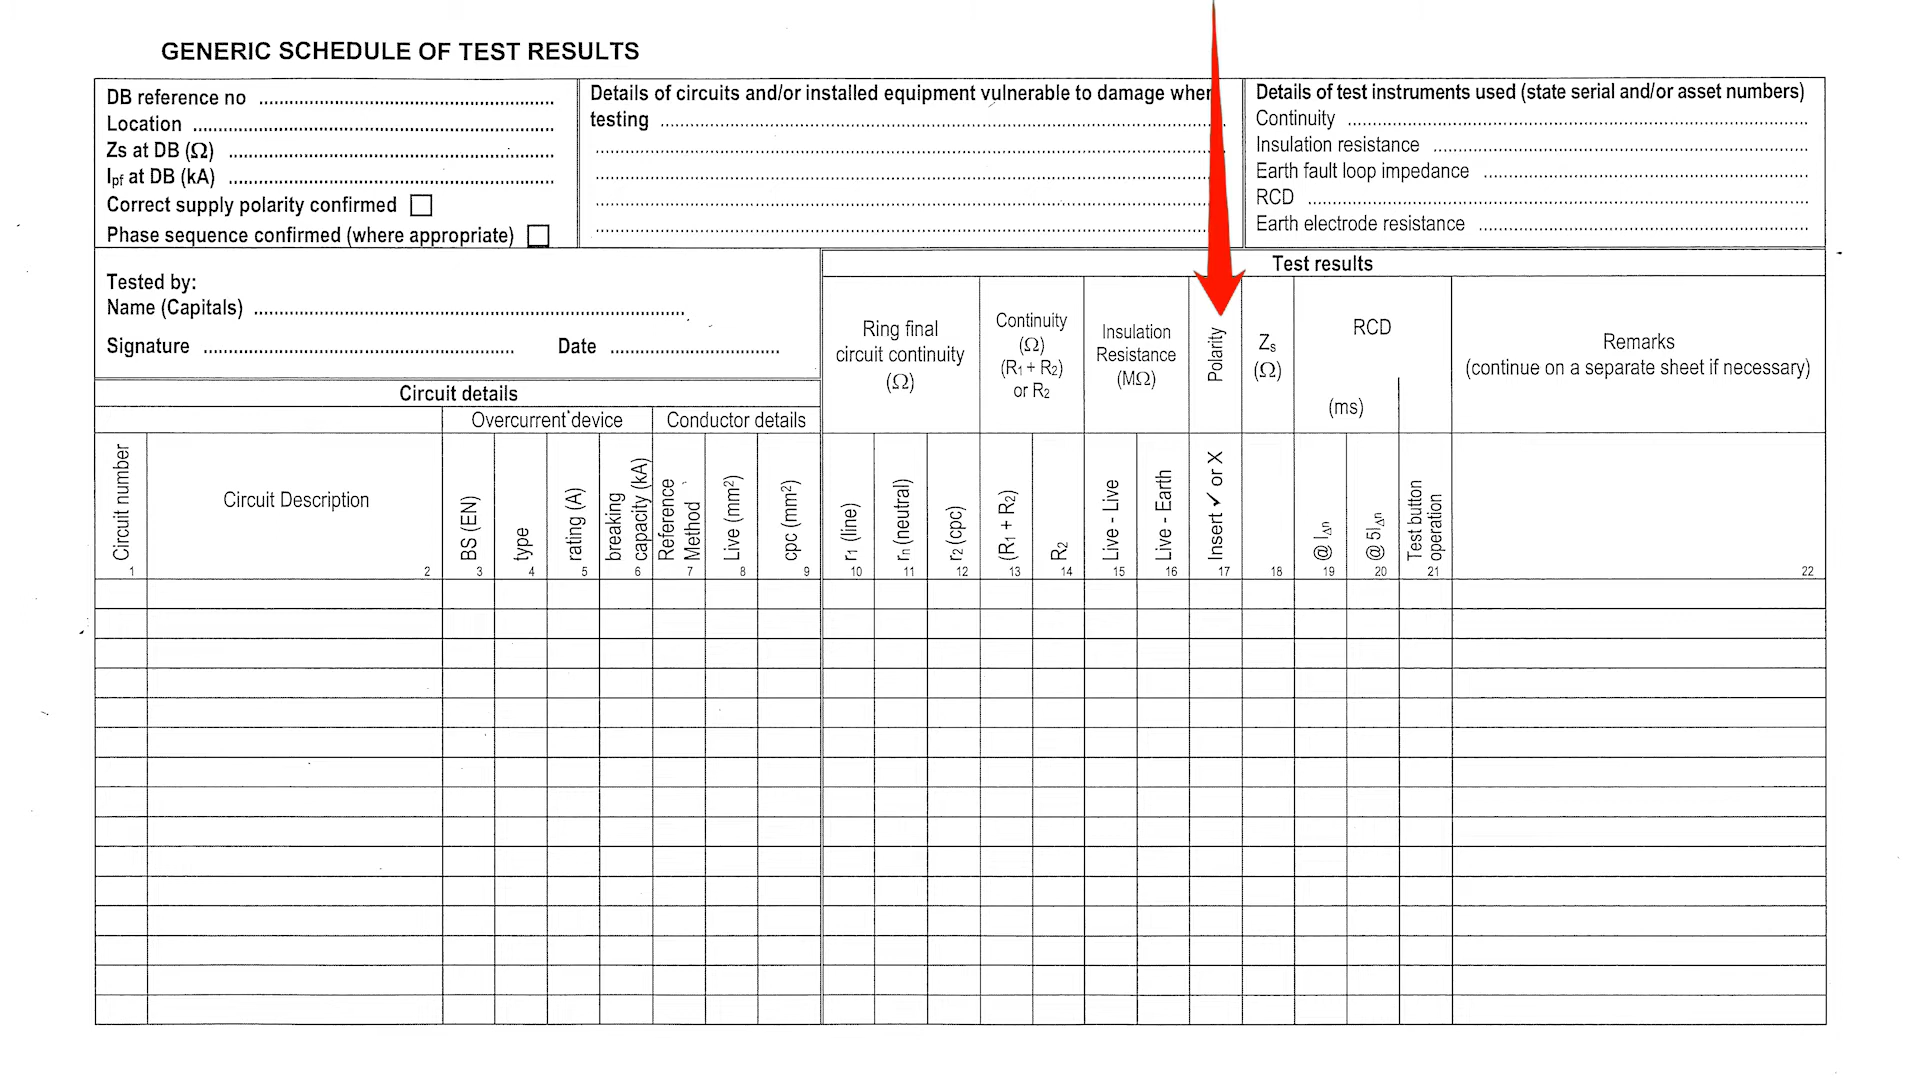 GENERIC SCHEDULE OF TEST RESULTS
DB reference no
Location
Zs at DB (Ω)
Ipf at DB (kA)
Correct supply polarity confirmed
Phase sequence confirmed (where appropriate)
Details of circuits and/or installed equipment vulnerable to damage when
testing
Details of test instruments used (state serial and/or asset numbers)
Continuity
Insulation resistance
Earth fault loop impedance
RCD
Earth electrode resistance
Tested by:
Name (Capitals)
Signature Date
Test results
Ring final
circuit continuity
(Ω)
Continuity
(Ω)
(R1 + R2)
or R2
Insulation
Resistance
(MΩ)
Polarity
Zs
(Ω)
RCD
(ms)
Remarks
(continue on a separate sheet if necessary)
Circuit details
Overcurrent device
Conductor details
Circuit number
Circuit Description
BS (EN)
type
rating (A)
breaking
capacity (kA)
Reference
Method
Live (mm²)
cpc (mm²)
r1 (line)
rn (neutral)
r2 (cpc)
(R1 + R2)
R2
Live - Live
Live - Earth
Insert ✓ or X
@ IΔn
@ 5IΔn
Test button
operation
1 2 3 4 5 6 7 8 9 10 11 12 13 14 15 16 17 18 19 20 21 22